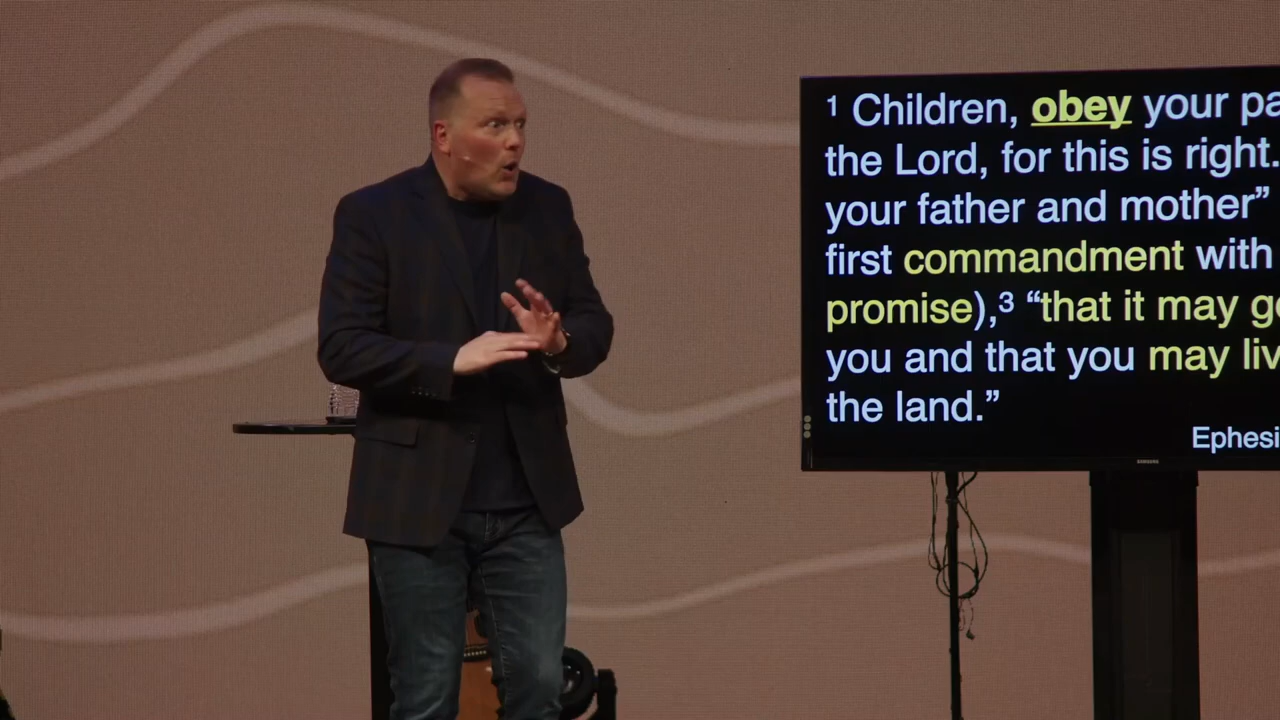 ¹ Children, obey your pa
the Lord, for this is right.
your father and mother”
first commandment with
promise),³ “that it may g
you and that you may liv
the land.”
Ephesi
SAMSUNG